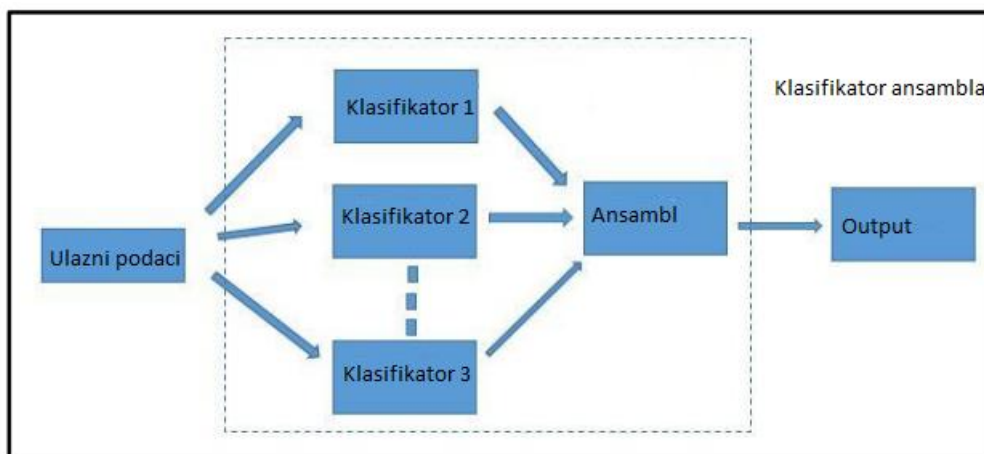 Klasifikator ansambla
Klasifikator 1
Klasifikator 2
Ansambl
Output
Ulazni podaci
Klasifikator 3